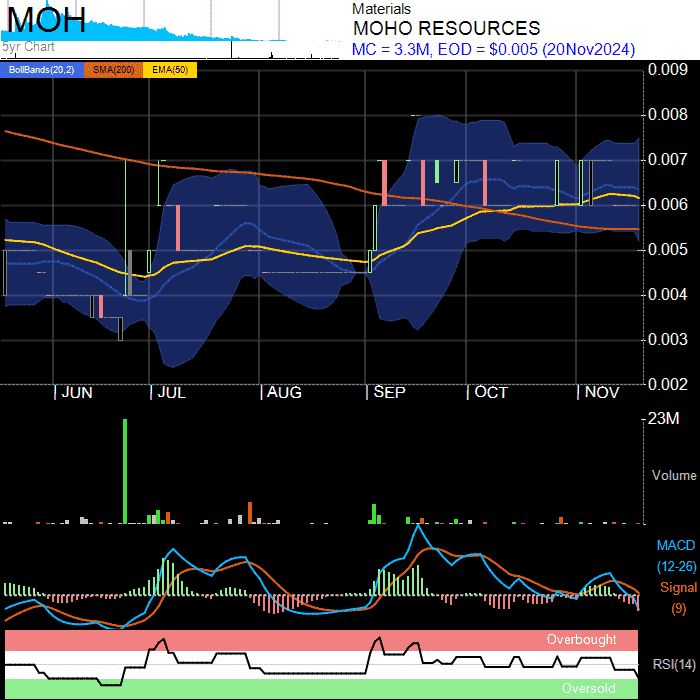 MOH
5yr Chart
Materials
MOHO RESOURCES
MC = 3.3M, EOD = $0.005 (20Nov2024)
BollBands(20,2) SMA(200) EMA(50)
0.009
0.008
0.007
0.006
0.005
0.004
0.003
0.002
JUN JUL AUG SEP OCT NOV
23M
Volume
MACD
(12-26)
Signal
(9)
Overbought
RSI(14)
Oversold